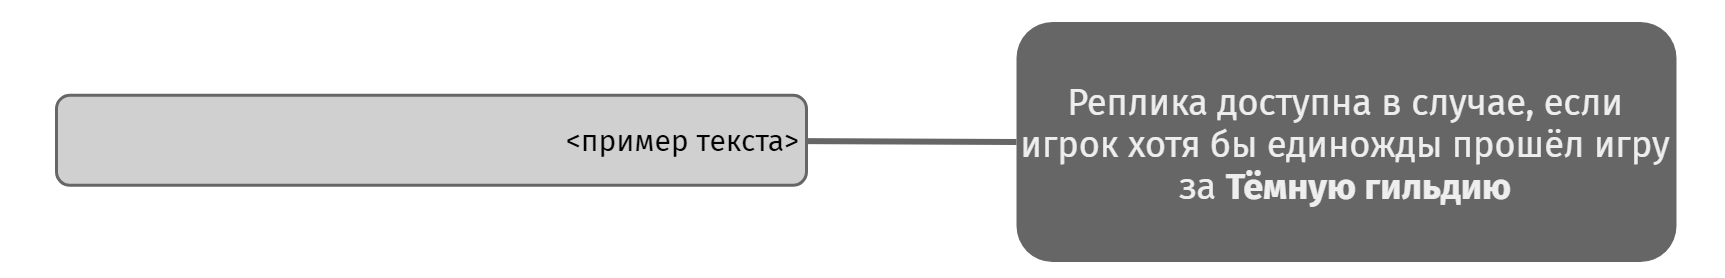 <пример текста>
Реплика доступна в случае, если
игрок хотя бы единожды прошёл игру
за Тёмную гильдию